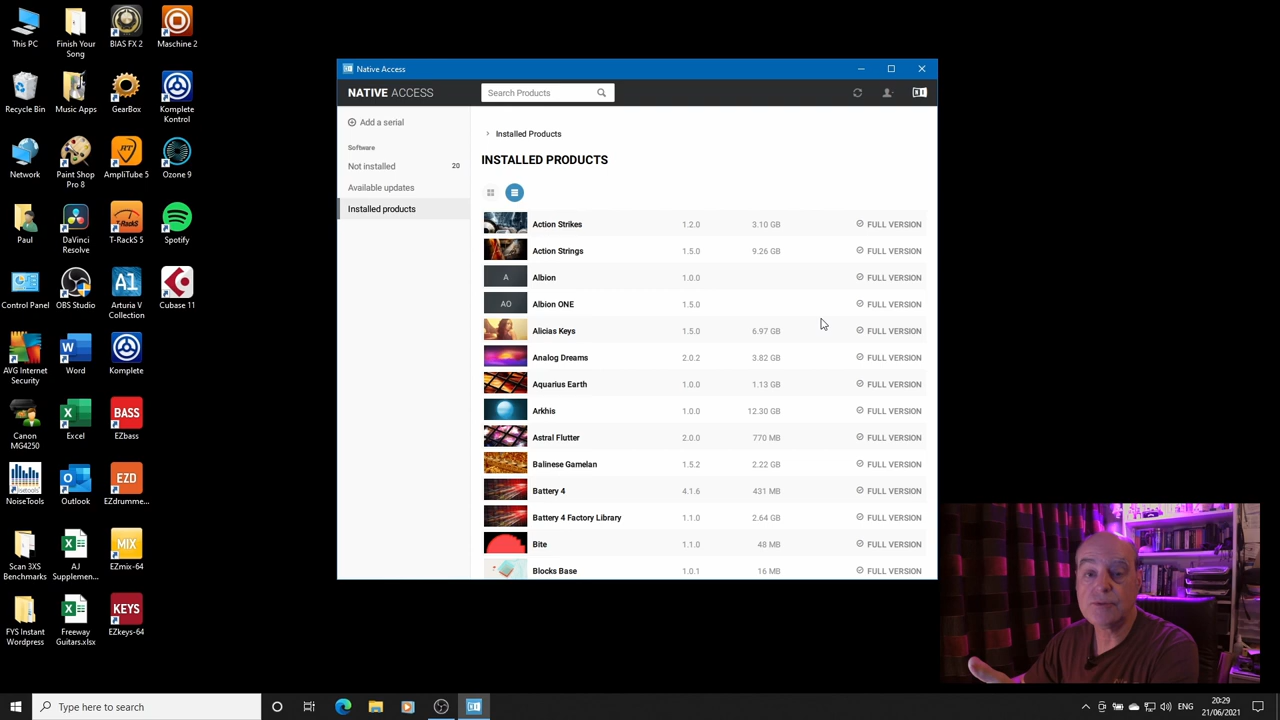 This PC
Finish Your
Song
BIAS FX 2
Maschine 2
Recycle Bin
Music Apps
GearBox
Komplete
Kontrol
Network
Paint Shop
Pro 8
AmpliTube 5
Ozone 9
Paul
DaVinci
Resolve
T-RackS 5
Spotify
Control Panel
OBS Studio
Arturia V
Collection
Cubase 11
AVG Internet
Security
Word
Komplete
Canon
MG4250
Excel
EZbass
NoiseTools
Outlook
EZdrumme...
Scan 3XS
Benchmarks
AJ
Supplemen...
EZmix-64
FYS Instant
Wordpress
Freeway
Guitars.xlsx
EZkeys-64
Native Access
NATIVE ACCESS
Search Products
Add a serial
Software
Not installed 20
Available updates
Installed products
Installed Products
INSTALLED PRODUCTS
Action Strikes 1.2.0 3.10 GB FULL VERSION
Action Strings 1.5.0 9.26 GB FULL VERSION
A Albion 1.0.0 FULL VERSION
AO Albion ONE 1.5.0 FULL VERSION
Alicias Keys 1.5.0 6.97 GB FULL VERSION
Analog Dreams 2.0.2 3.82 GB FULL VERSION
Aquarius Earth 1.0.0 1.13 GB FULL VERSION
Arkhis 1.0.0 12.30 GB FULL VERSION
Astral Flutter 2.0.0 770 MB FULL VERSION
Balinese Gamelan 1.5.2 2.22 GB FULL VERSION
Battery 4 4.1.6 431 MB FULL VERSION
Battery 4 Factory Library 1.1.0 2.64 GB FULL VERSION
Bite 1.1.0 48 MB FULL VERSION
Blocks Base 1.0.1 16 MB FULL VERSION
Type here to search
ENG
20:29
21/06/2021